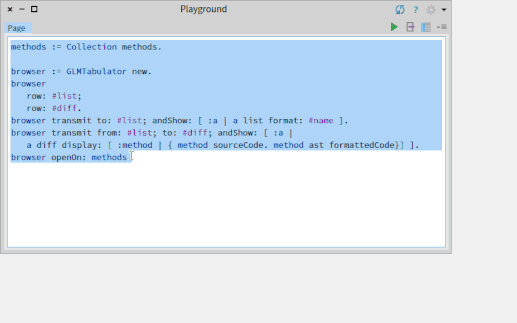 Playground
?
Page
methods := Collection methods.
browser := GLMTabulator new.
browser
row: #list;
row: #diff.
browser transmit to: #list; andShow: [ :a | a list format: #name ].
browser transmit from: #list; to: #diff; andShow: [ :a |
a diff display: [ :method | { method sourceCode. method ast formattedCode}] ].
browser openOn: methods